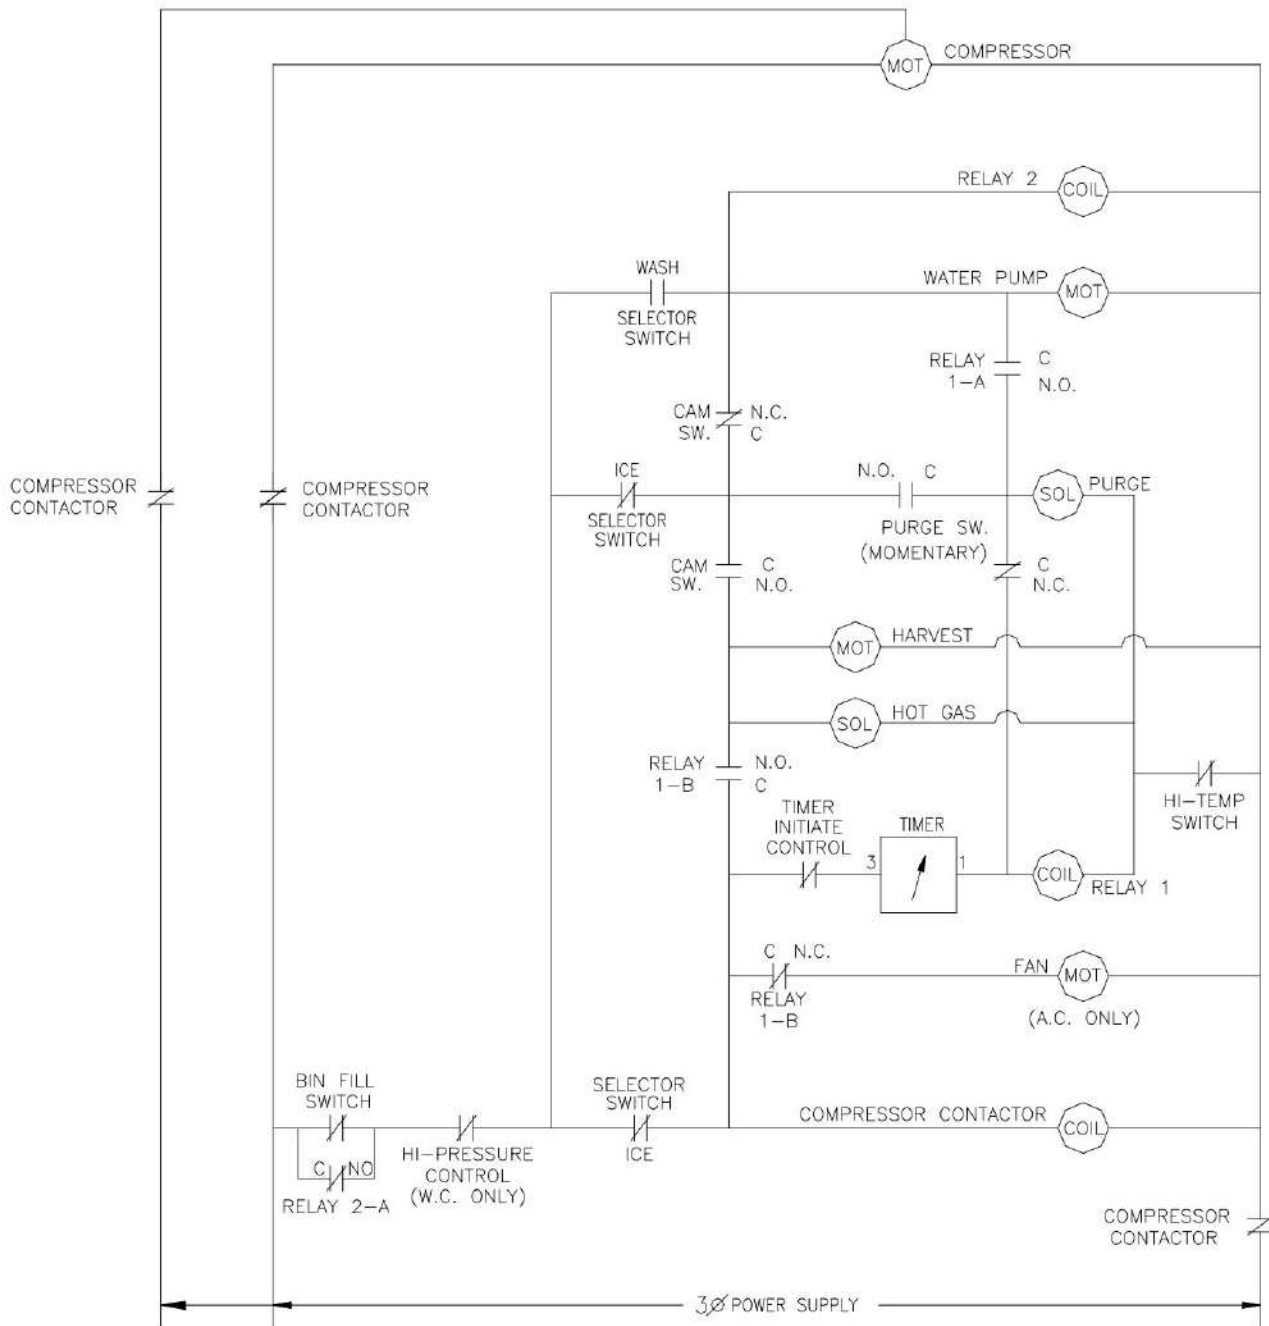 MOT
COMPRESSOR
RELAY 2
COIL
WASH
SELECTOR
SWITCH
WATER PUMP
MOT
RELAY
1-A
C
N.O.
CAM
SW.
N.C.
C
COMPRESSOR
CONTACTOR
COMPRESSOR
CONTACTOR
ICE
SELECTOR
SWITCH
N.O.
C
PURGE SW.
(MOMENTARY)
SOL
PURGE
CAM
SW.
C
N.O.
C
N.C.
MOT
HARVEST
SOL
HOT GAS
RELAY
1-B
N.O.
C
HI-TEMP
SWITCH
TIMER
INITIATE
CONTROL
TIMER
3
1
COIL
RELAY 1
C
N.C.
RELAY
1-B
FAN
MOT
(A.C. ONLY)
BIN FILL
SWITCH
C
NO
RELAY 2-A
HI-PRESSURE
CONTROL
(W.C. ONLY)
SELECTOR
SWITCH
ICE
COMPRESSOR CONTACTOR
COIL
COMPRESSOR
CONTACTOR
3Ø POWER SUPPLY